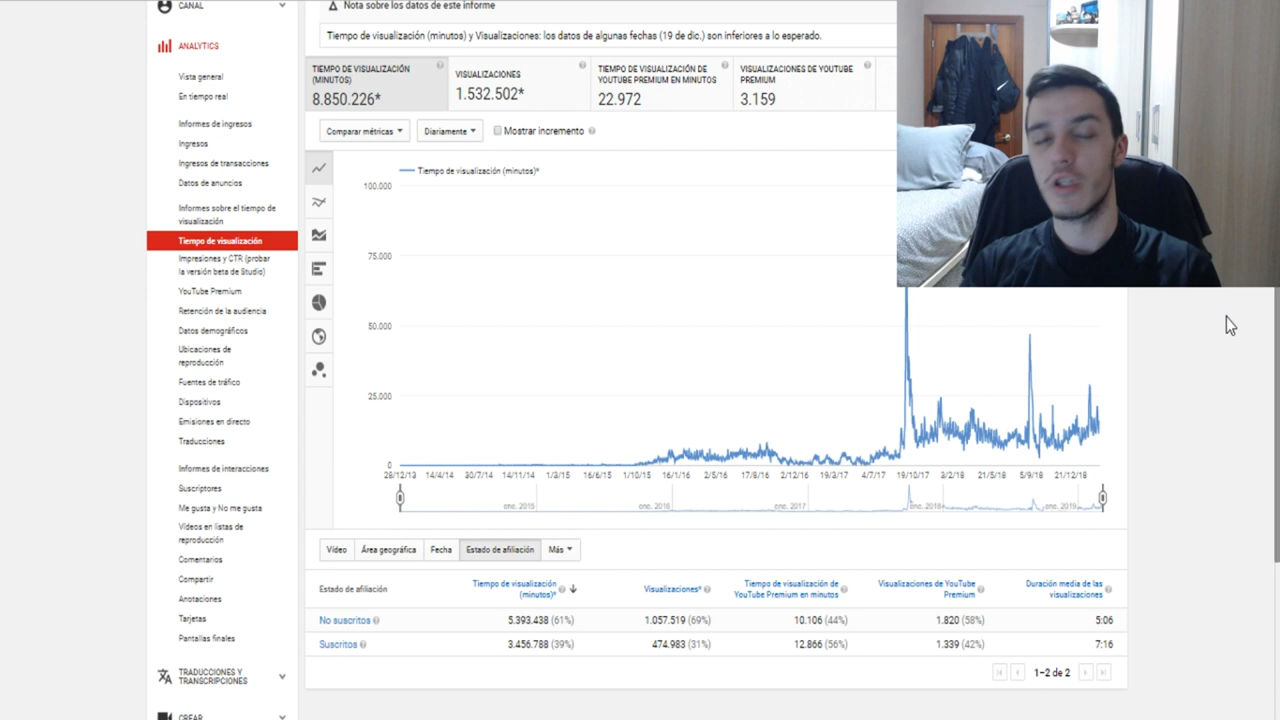 CANAL
ANALYTICS
Vista general
En tiempo real
Informes de ingresos
Ingresos
Ingresos de transacciones
Datos de anuncios
Informes sobre el tiempo de
visualización
Tiempo de visualización
Impresiones y CTR (probar
la versión beta de Studio)
YouTube Premium
Retención de la audiencia
Datos demográficos
Ubicaciones de
reproducción
Fuentes de tráfico
Dispositivos
Emisiones en directo
Traducciones
Informes de interacciones
Suscriptores
Me gusta y No me gusta
Vídeos en listas de
reproducción
Comentarios
Compartir
Anotaciones
Tarjetas
Pantallas finales
TRADUCCIONES Y
TRANSCRIPCIONES
CREAR
Nota sobre los datos de este informe
Tiempo de visualización (minutos) y Visualizaciones: los datos de algunas fechas (19 de dic.) son inferiores a lo esperado.
TIEMPO DE VISUALIZACIÓN
(MINUTOS)
8.850.226*
VISUALIZACIONES
1.532.502*
TIEMPO DE VISUALIZACIÓN DE
YOUTUBE PREMIUM EN MINUTOS
22.972
VISUALIZACIONES DE YOUTUBE
PREMIUM
3.159
Comparar métricas
Diariamente
Mostrar incremento
Tiempo de visualización (minutos)*
100.000
75.000
50.000
25.000
0
28/12/13 14/4/14 30/7/14 14/11/14 1/3/15 16/6/15 1/10/15 16/1/16 2/5/16 17/8/16 2/12/16 19/3/17 4/7/17 19/10/17 3/2/18 21/5/18 5/9/18 21/12/18
ene. 2015 ene. 2016 ene. 2017 ene. 2018 ene. 2019
Vídeo Área geográfica Fecha Estado de afiliación Más
Estado de afiliación
Tiempo de visualización
(minutos)*
Visualizaciones*
Tiempo de visualización de
YouTube Premium en minutos
Visualizaciones de YouTube
Premium
Duración media de las
visualizaciones
No suscritos 5.393.438 (61%) 1.057.519 (69%) 10.106 (44%) 1.820 (58%) 5:06
Suscritos 3.456.788 (39%) 474.983 (31%) 12.866 (56%) 1.339 (42%) 7:16
1–2 de 2